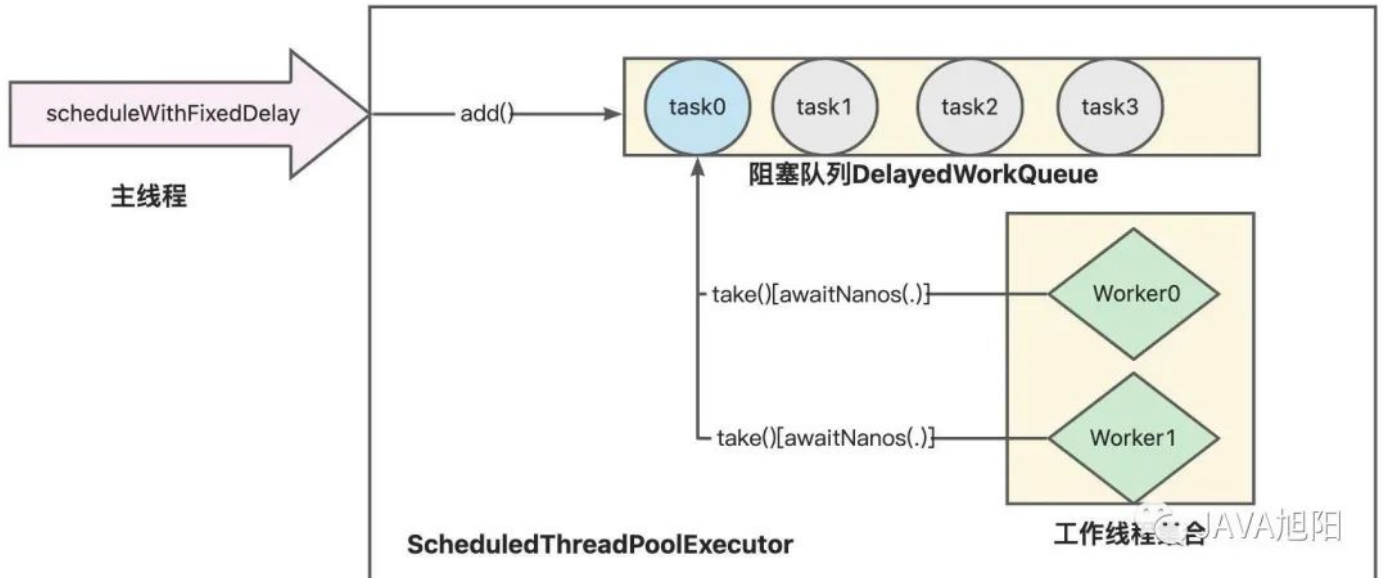 scheduleWithFixedDelay
主线程
add()
task0
task1
task2
task3
阻塞队列DelayedWorkQueue
take()[awaitNanos(.)]
Worker0
take()[awaitNanos(.)]
Worker1
工作线程集合
JAVA旭阳
ScheduledThreadPoolExecutor